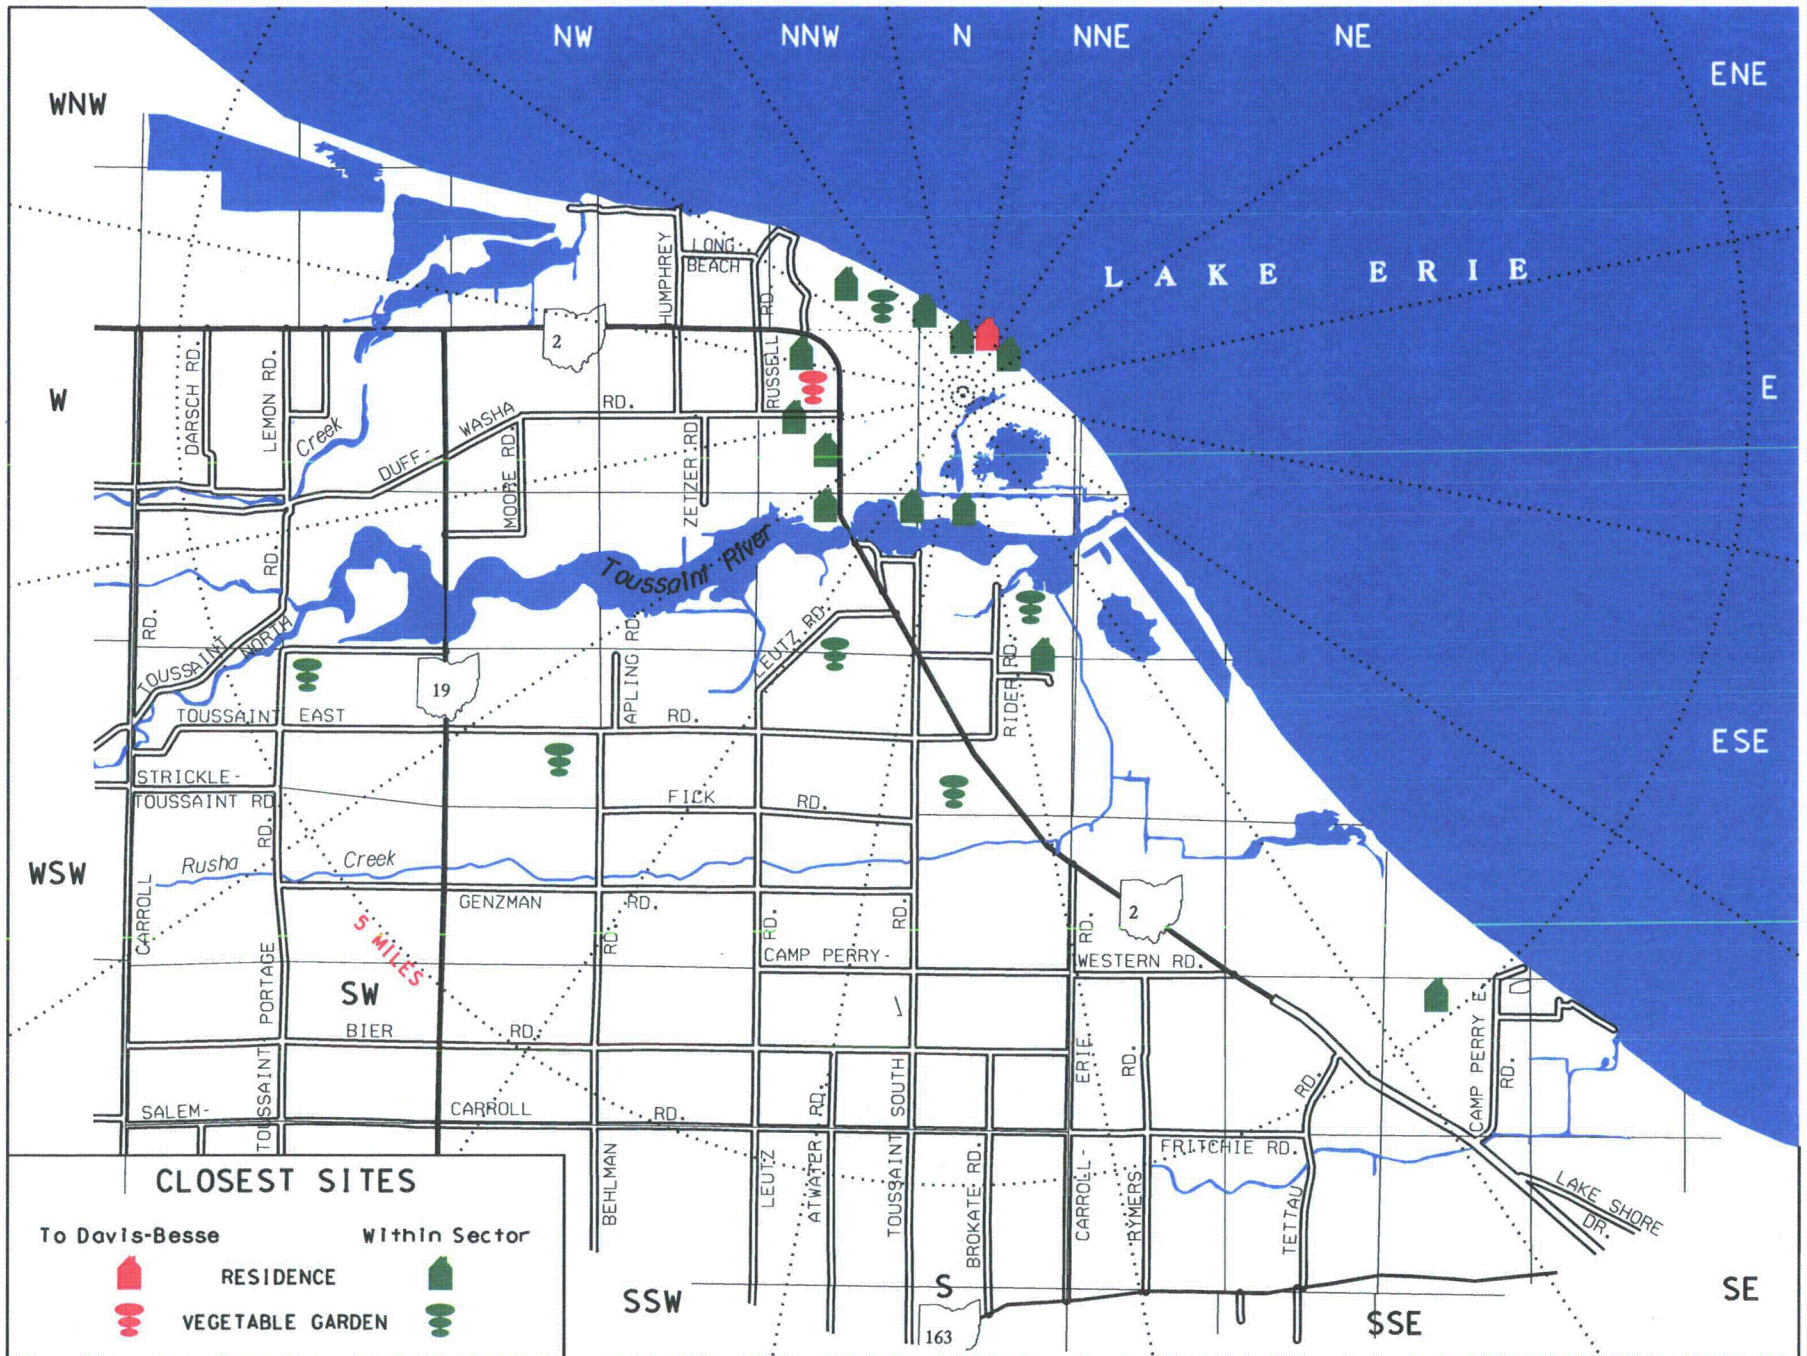 NW
NNW
N
NNE
NE
ENE
WNW
LAKE ERIE
HUMPHREY
LONG
BEACH
RD.
2
RUSSELL
W
DARSCH RD.
LEMON RD.
Creek
DUFF-
WASHA
RD.
MOORE RD.
ZETZER RD.
E
Toussaint River
RD.
RD.
TOUSSAINT
NORTH
19
APLING RD.
LEUTZ RD.
RIDER RD.
TOUSSAINT EAST
RD.
ESE
STRICKLE-
TOUSSAINT RD.
FICK
RD.
RD.
WSW
Rusha
Creek
CARROLL
GENZMAN
RD.
2
5 MILES
RD.
RD.
RD.
RD.
CAMP PERRY-
WESTERN RD.
SW
TOUSSAINT- PORTAGE
BIER
RD.
ERIE
RD.
RD.
CAMP PERRY E.
RD.
SALEM-
CARROLL
RD.
ATWATER RD.
TOUSSAINT SOUTH
FRITCHIE RD.
BEHLMAN
LEUTZ
BROKATE RD.
CARROLL-
RYMERS-
TETTAU
LAKE SHORE
DR.
CLOSEST SITES
To Davis-Besse
Within Sector
RESIDENCE
VEGETABLE GARDEN
SSW
S
163
SSE
SE